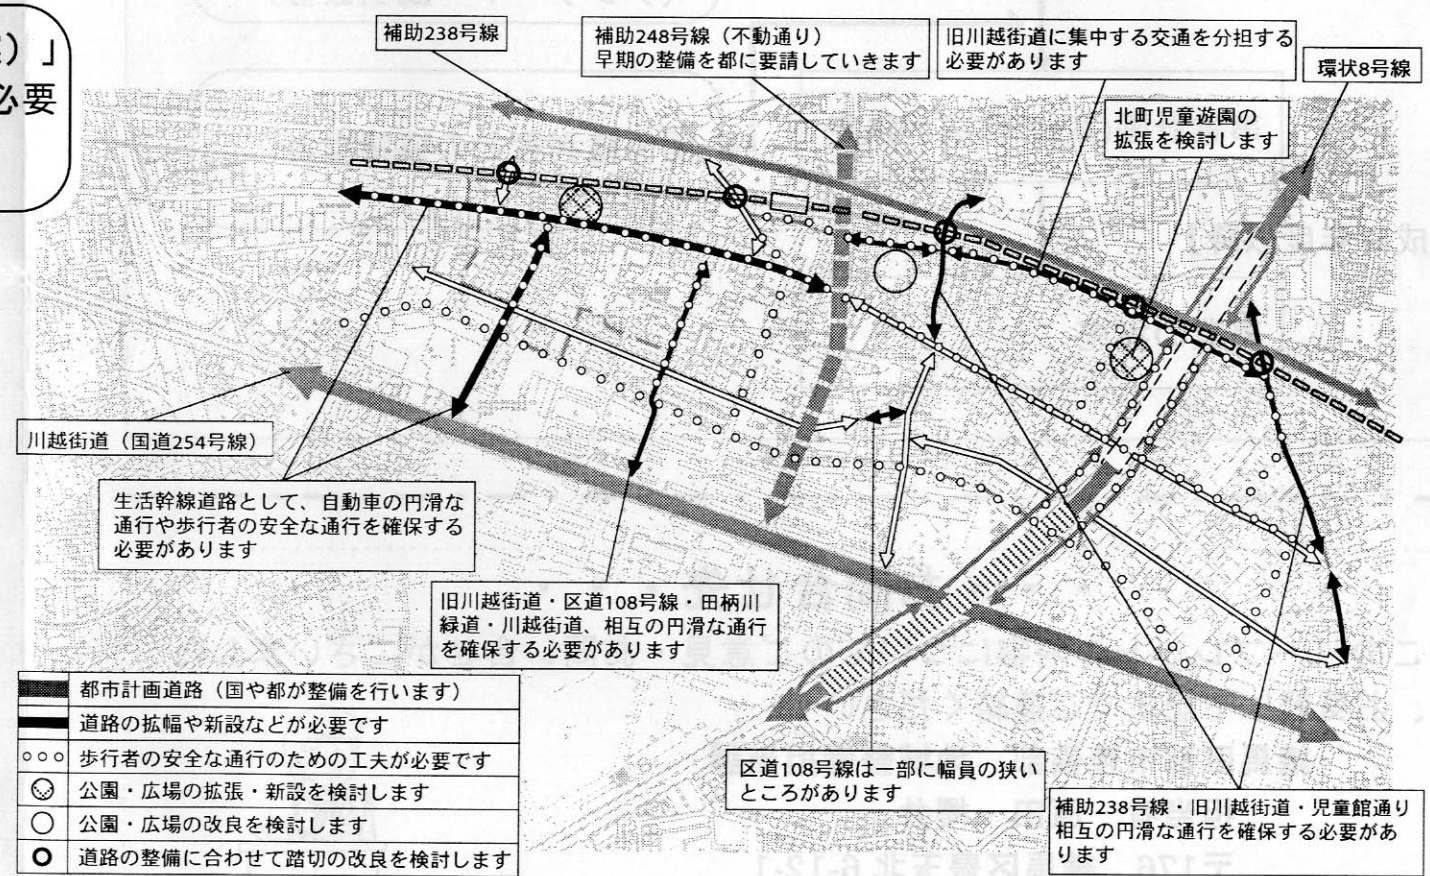 ）」
必要
補助238号線
補助248号線（不動通り）
早期の整備を都に要請していきます
旧川越街道に集中する交通を分担する
必要があります
環状8号線
北町児童遊園の
拡張を検討します
川越街道（国道254号線）
生活幹線道路として、自動車の円滑な
通行や歩行者の安全な通行を確保する
必要があります
旧川越街道・区道108号線・田柄川
緑道・川越街道、相互の円滑な通行
を確保する必要があります
区道108号線は一部に幅員の狭い
ところがあります
補助238号線・旧川越街道・児童館通り
相互の円滑な通行を確保する必要があ
ります
都市計画道路（国や都が整備を行います）
道路の拡幅や新設などが必要です
歩行者の安全な通行のための工夫が必要です
公園・広場の拡張・新設を検討します
公園・広場の改良を検討します
道路の整備に合わせて踏切の改良を検討します